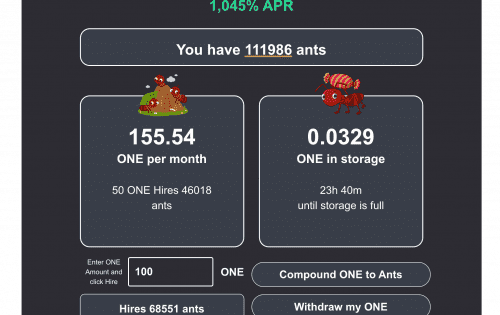 1,045% APR
You have 111986 ants
155.54
ONE per month
50 ONE Hires 46018
ants
0.0329
ONE in storage
23h 40m
until storage is full
Enter ONE
Amount and
click Hire
100
ONE
Hires 68551 ants
Compound ONE to Ants
Withdraw my ONE